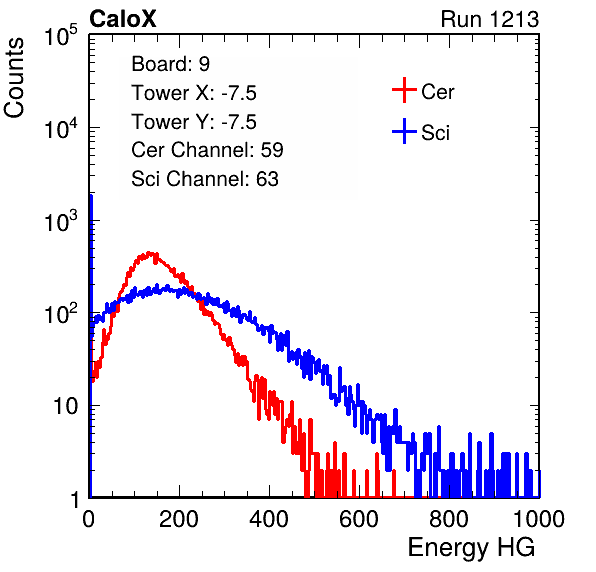 CaloX Run 1213
Counts
Board: 9
Tower X: -7.5
Tower Y: -7.5
Cer Channel: 59
Sci Channel: 63
Cer
Sci
10^5
10^4
10^3
10^2
10
1
0 200 400 600 800 1000
Energy HG